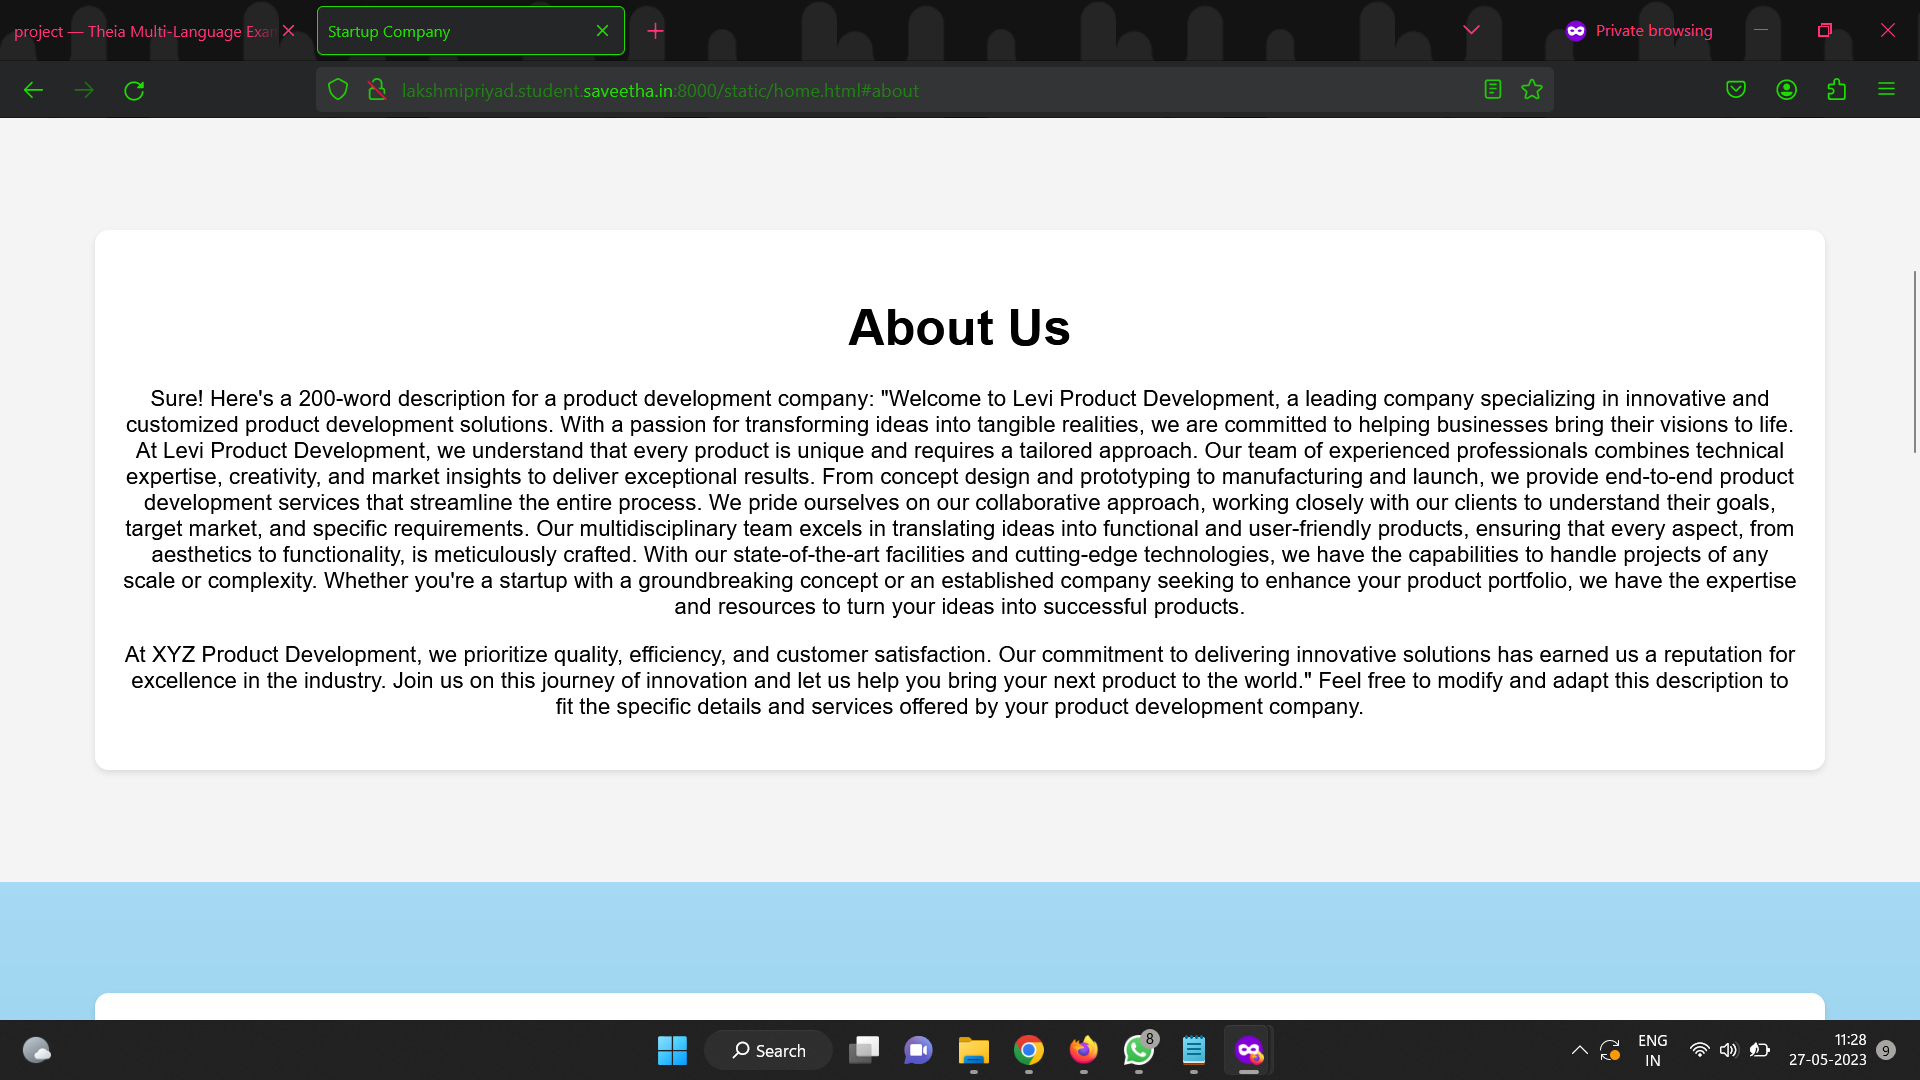 project — Theia Multi-Language Exar
Startup Company
Private browsing
lakshmipriyad.student.saveetha.in:8000/static/home.html#about
About Us
Sure! Here's a 200-word description for a product development company: "Welcome to Levi Product Development, a leading company specializing in innovative and
customized product development solutions. With a passion for transforming ideas into tangible realities, we are committed to helping businesses bring their visions to life.
At Levi Product Development, we understand that every product is unique and requires a tailored approach. Our team of experienced professionals combines technical
expertise, creativity, and market insights to deliver exceptional results. From concept design and prototyping to manufacturing and launch, we provide end-to-end product
development services that streamline the entire process. We pride ourselves on our collaborative approach, working closely with our clients to understand their goals,
target market, and specific requirements. Our multidisciplinary team excels in translating ideas into functional and user-friendly products, ensuring that every aspect, from
aesthetics to functionality, is meticulously crafted. With our state-of-the-art facilities and cutting-edge technologies, we have the capabilities to handle projects of any
scale or complexity. Whether you're a startup with a groundbreaking concept or an established company seeking to enhance your product portfolio, we have the expertise
and resources to turn your ideas into successful products.
At XYZ Product Development, we prioritize quality, efficiency, and customer satisfaction. Our commitment to delivering innovative solutions has earned us a reputation for
excellence in the industry. Join us on this journey of innovation and let us help you bring your next product to the world." Feel free to modify and adapt this description to
fit the specific details and services offered by your product development company.
Search
8
ENG
IN
11:28
27-05-2023
9